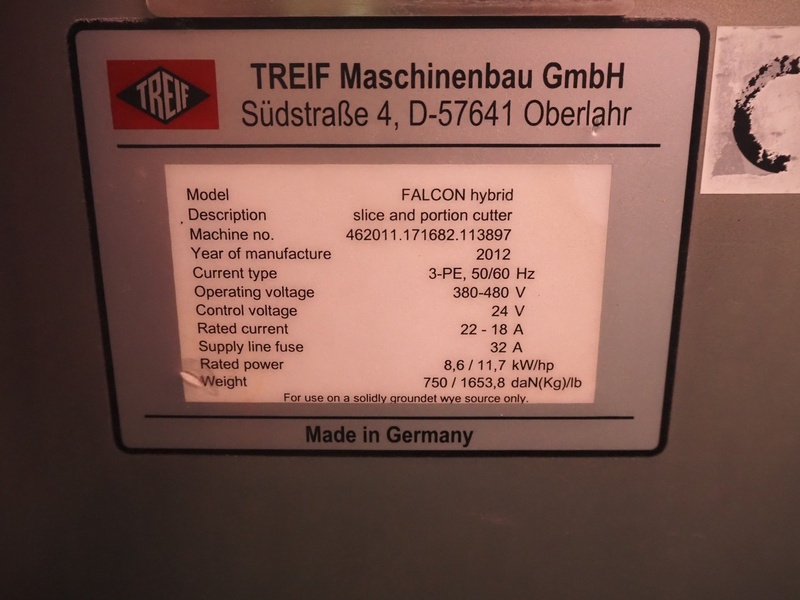 TREIF
TREIF Maschinenbau GmbH
Südstraße 4, D-57641 Oberlahr
Model FALCON hybrid
Description slice and portion cutter
Machine no. 462011.171682.113897
Year of manufacture 2012
Current type 3-PE, 50/60 Hz
Operating voltage 380-480 V
Control voltage 24 V
Rated current 22 - 18 A
Supply line fuse 32 A
Rated power 8,6 / 11,7 kW/hp
Weight 750 / 1653,8 daN(Kg)/lb
For use on a solidly groundet wye source only.
Made in Germany